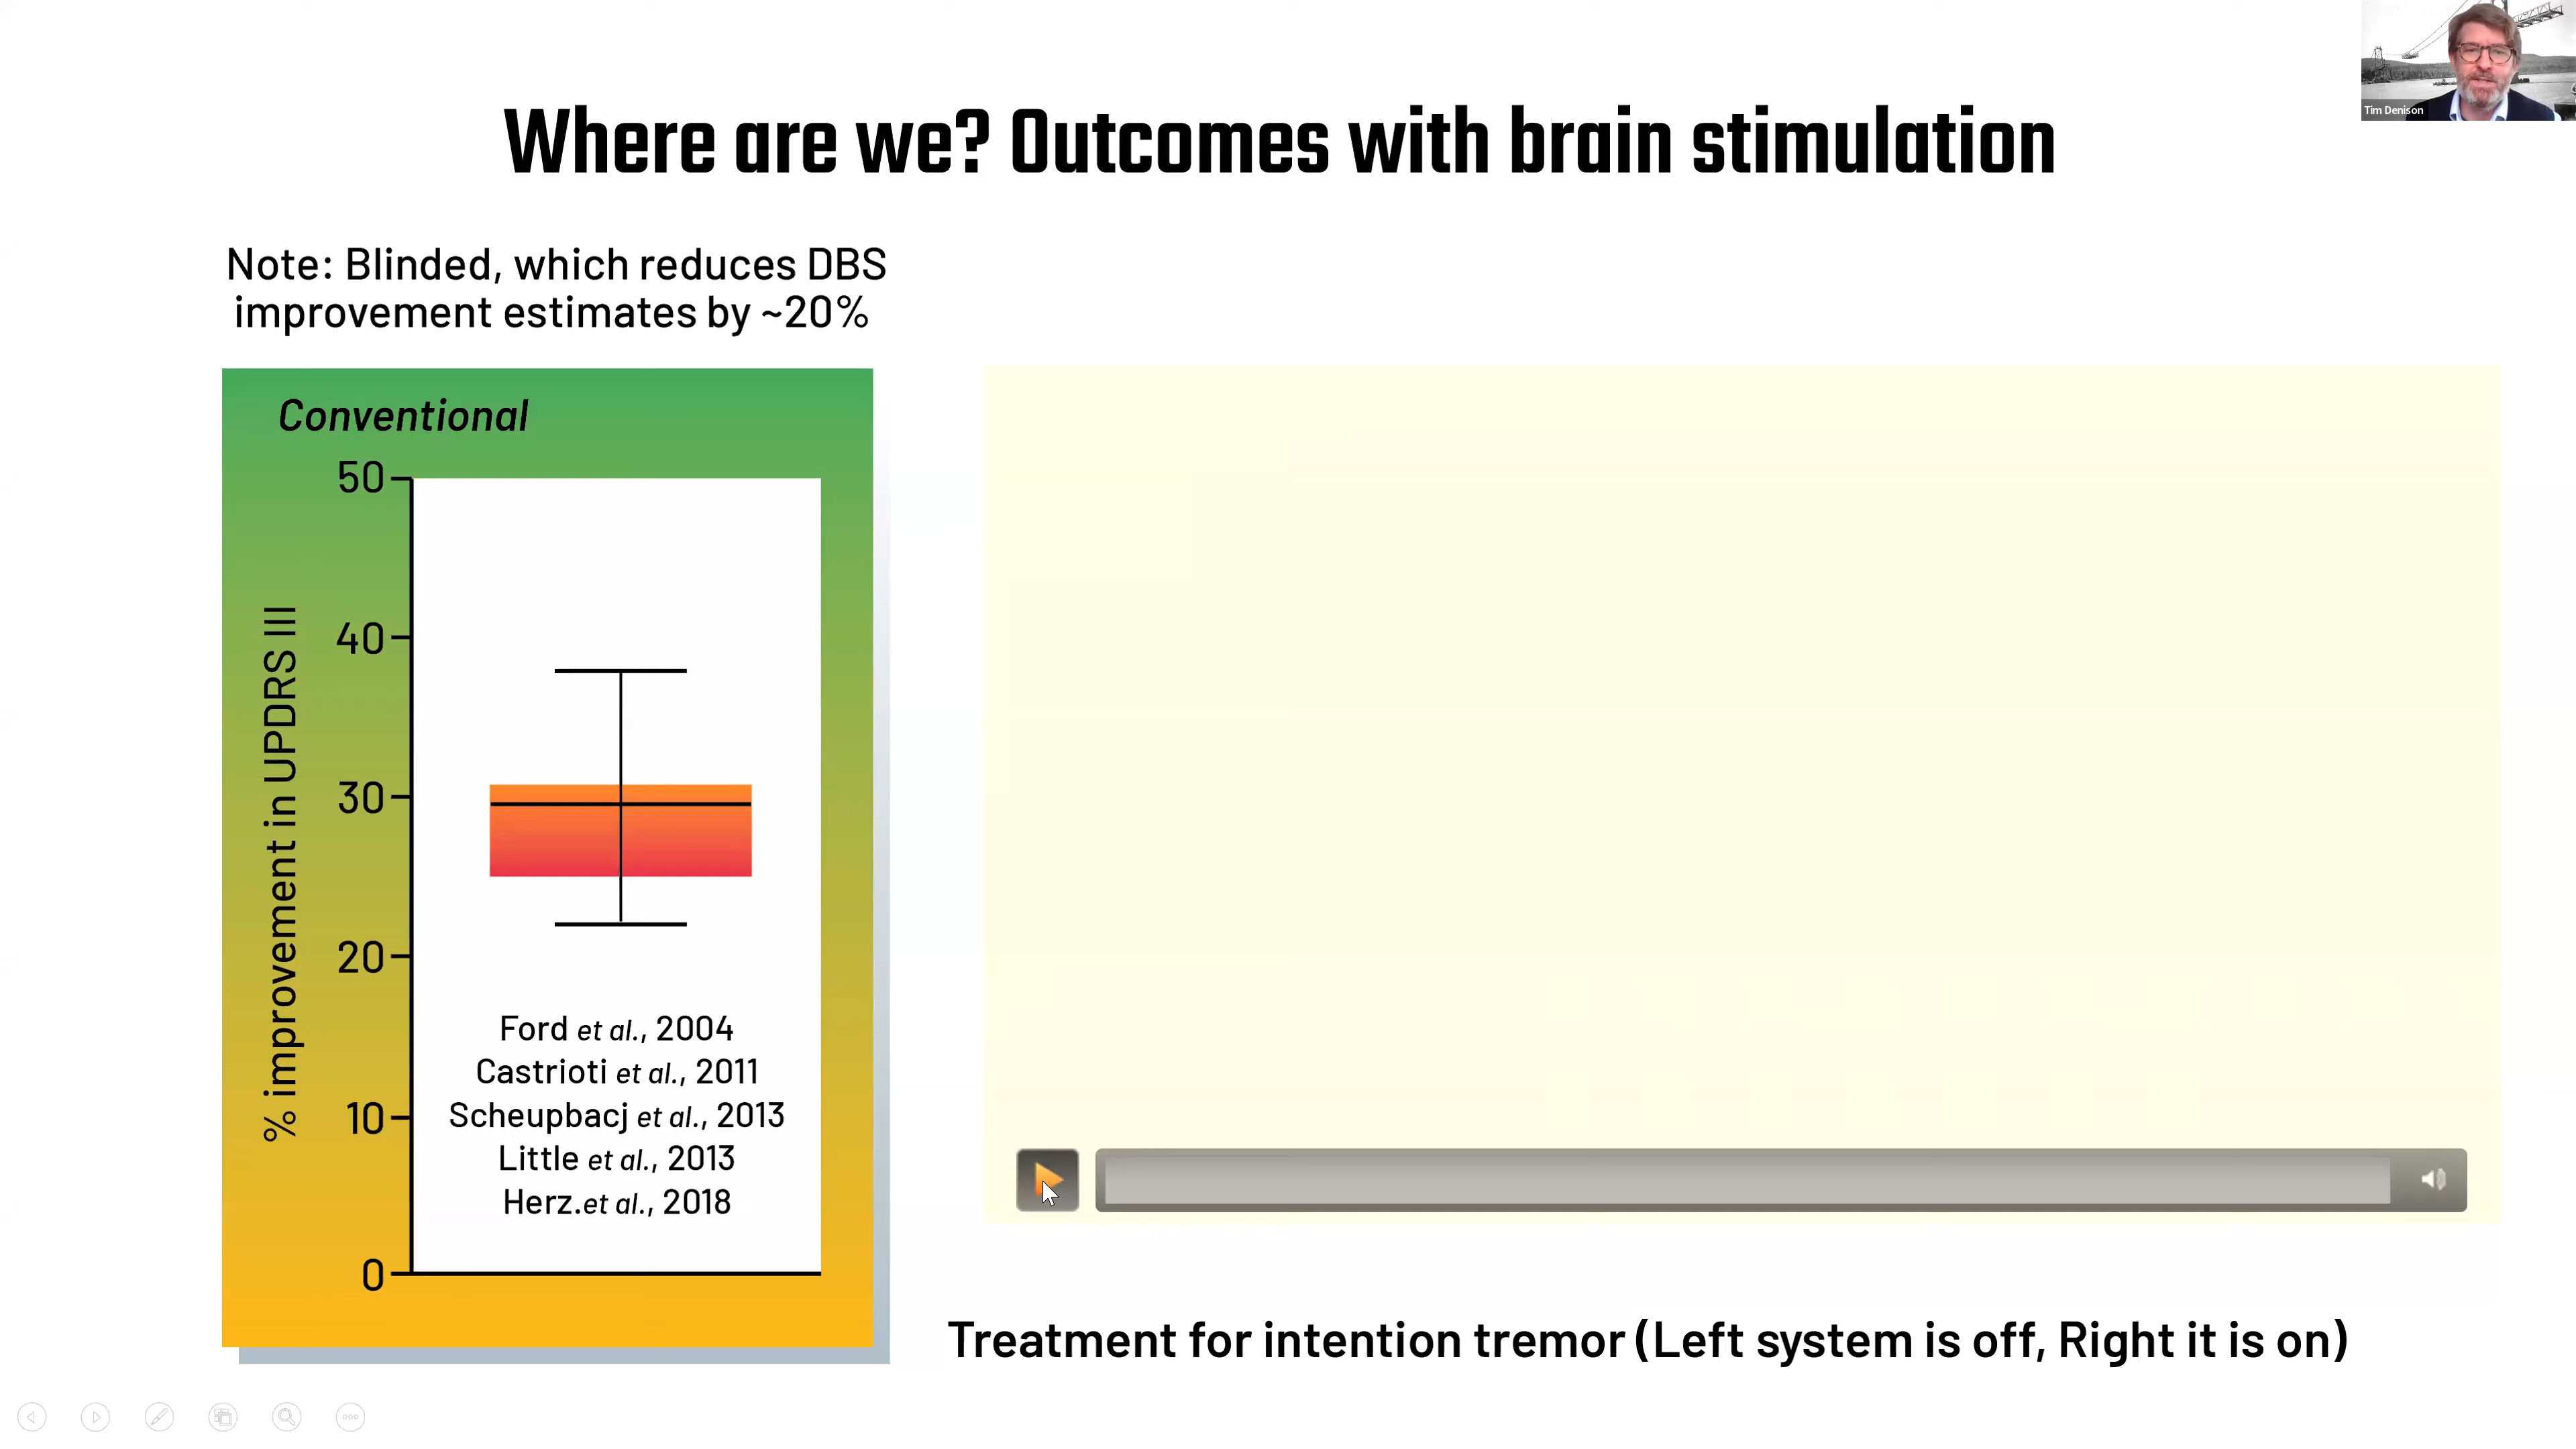 Tim Denison
Where are we? Outcomes with brain stimulation
Note: Blinded, which reduces DBS
improvement estimates by ~20%
Conventional
% improvement in UPDRS III
50
40
30
20
10
0
Ford et al., 2004
Castrioti et al., 2011
Scheupbacj et al., 2013
Little et al., 2013
Herz.et al., 2018
Treatment for intention tremor (Left system is off, Right it is on)